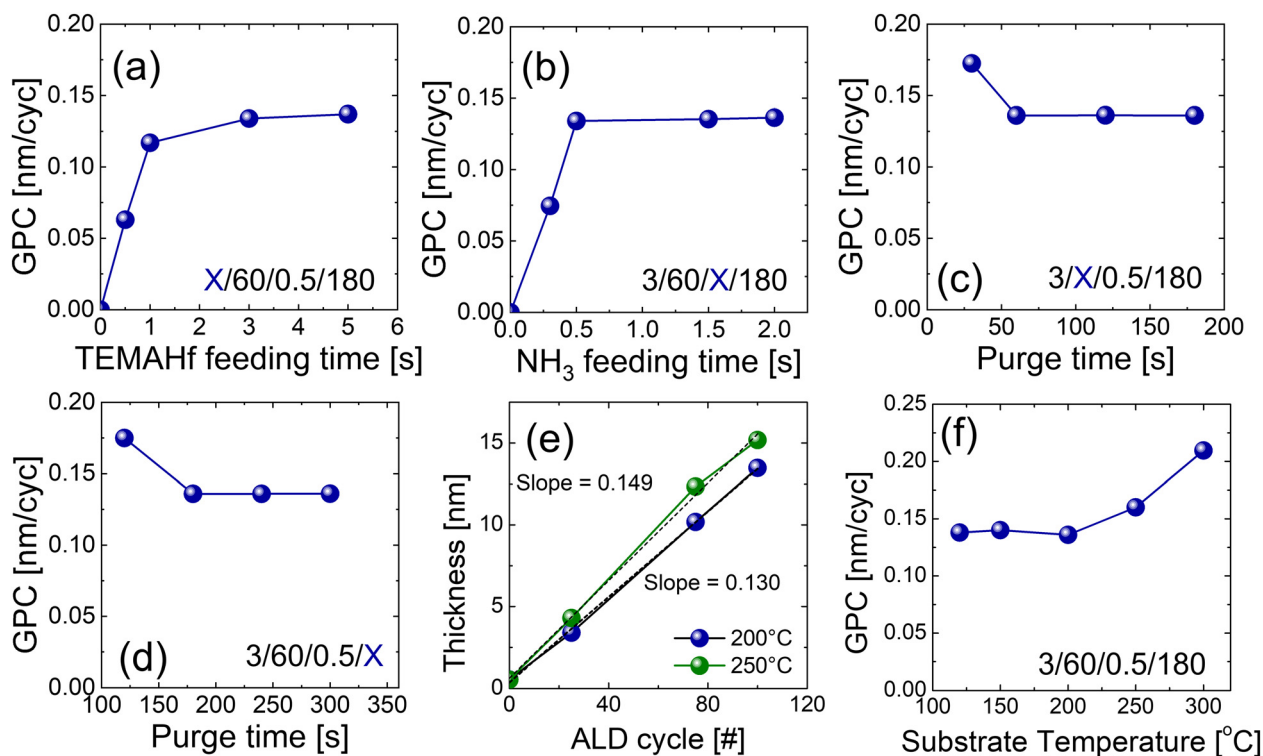 (a)
GPC [nm/cyc]
0.20
0.15
0.10
0.05
0.00
X/60/0.5/180
0 1 2 3 4 5 6
TEMAHf feeding time [s]
(b)
GPC [nm/cyc]
0.20
0.15
0.10
0.05
0.00
3/60/X/180
0.0 0.5 1.0 1.5 2.0
NH₃ feeding time [s]
GPC [nm/cyc]
0.20
0.15
0.10
0.05
0.00
(c)
3/X/0.5/180
0 50 100 150 200
Purge time [s]
GPC [nm/cyc]
0.20
0.15
0.10
0.05
0.00
(d)
3/60/0.5/X
100 150 200 250 300 350
Purge time [s]
(e)
Thickness [nm]
15
10
5
0
Slope = 0.149
Slope = 0.130
200°C
250°C
0 40 80 120
ALD cycle [#]
(f)
GPC [nm/cyc]
0.25
0.20
0.15
0.10
0.05
0.00
3/60/0.5/180
100 150 200 250 300
Substrate Temperature [°C]